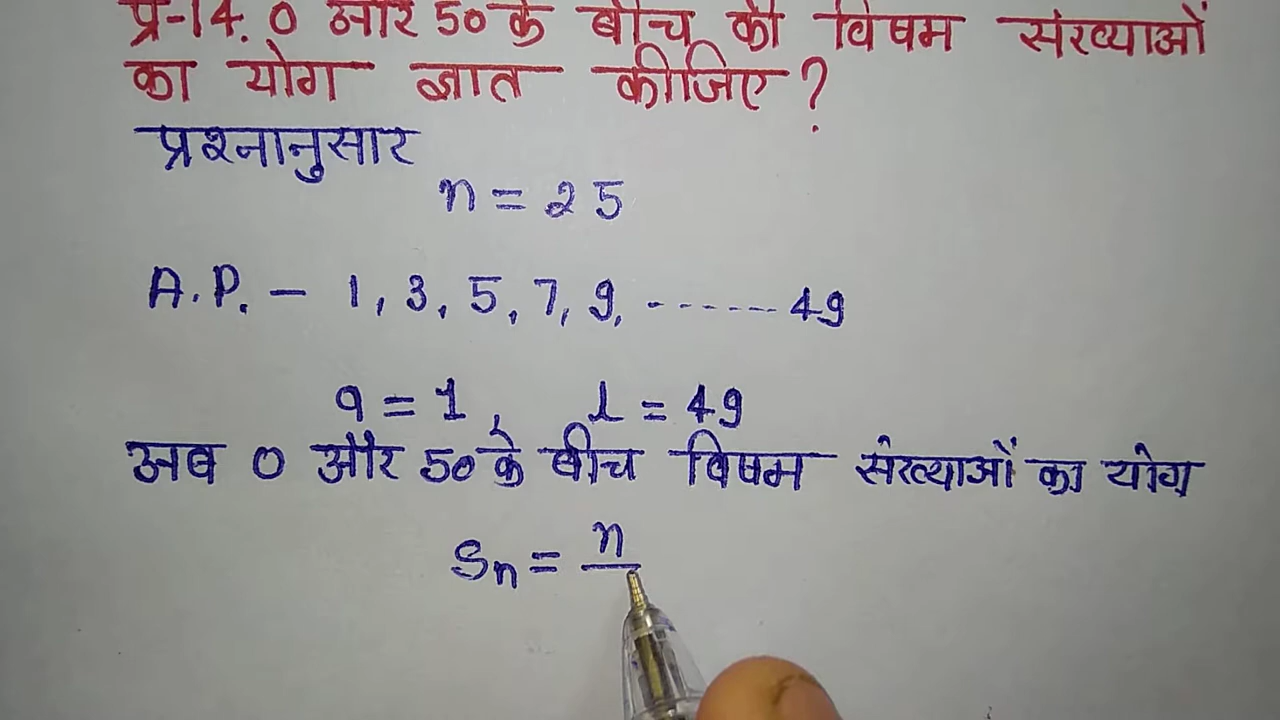 प्र-14. 0 और 50 के बीच की विषम संख्याओं
का योग ज्ञात कीजिए ?
प्रश्नानुसार
n = 25
A.P. - 1, 3, 5, 7, 9, ------- 49
a = 1, l = 49
अब 0 और 50 के बीच विषम संख्याओं का योग
Sn = n